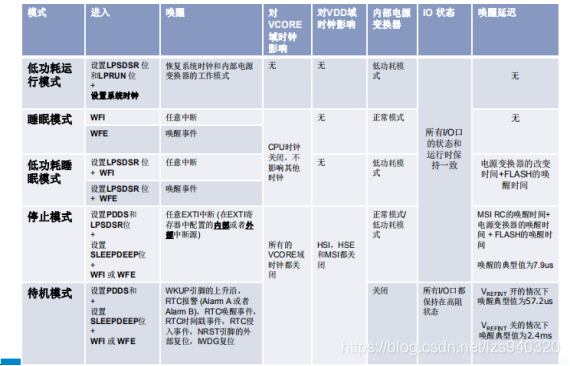 模式 进入 唤醒 对VCORE域时钟影响 对VDD域时钟影响 内部电源变换器 IO 状态 唤醒延迟
低功耗运行模式
设置LPSDSR 位
和LPRUN 位
+
设置系统时钟
恢复系统时钟和内部电源
变换器的工作模式
无
无
低功耗模式
无
睡眠模式
WFI
任意中断
WFE
唤醒事件
CPU时钟
关闭，不
影响其他
时钟
无
正常模式
所有I/O口
的状态和
运行时保
持一致
无
低功耗睡
眠模式
设置LPSDSR 位
+ WFI
任意中断
设置LPSDSR 位
+ WFE
唤醒事件
无
低功耗模
式
电源变换器的改变
时间+FLASH的唤
醒时间
停止模式
设置PDDS和
LPSDSR位
+
设置
SLEEPDEEP位
+
WFI 或 WFE
任意EXTI中断 (在EXTI寄
存器中配置的内部或者外
部中断源)
所有的
VCORE域
时钟都关
闭
HSI，HSE
和MSI都关
闭
正常模式/
低功耗模
式
MSI RC的唤醒时间+
电源变换器的唤醒时
间 + FLASH的唤醒时
间
唤醒的典型值为7.9us
待机模式
设置PDDS和
+
设置
SLEEPDEEP位
+
WFI 或 WFE
WKUP引脚的上升沿，
RTC报警 (Alarm A 或者
Alarm B)，RTC唤醒事件，
RTC时间戳事件，RTC侵
入事件，NRST引脚的外
部复位，IWDG复位
关闭
所有I/O口都
保持在高阻
状态
VREFINT 开的情况下
唤醒典型值为57.2us
VREFINT 关的情况下
唤醒典型值为2.4ms
https://blog.csdn.net/lzs940320